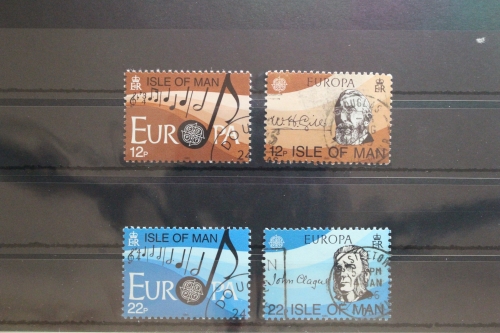 ISLE OF MAN
EUROPA
12P
EUROPA
W. H. Gill
12P ISLE OF MAN
ISLE OF MAN
EUROPA
22P
EUROPA
John Clague
22P ISLE OF MAN